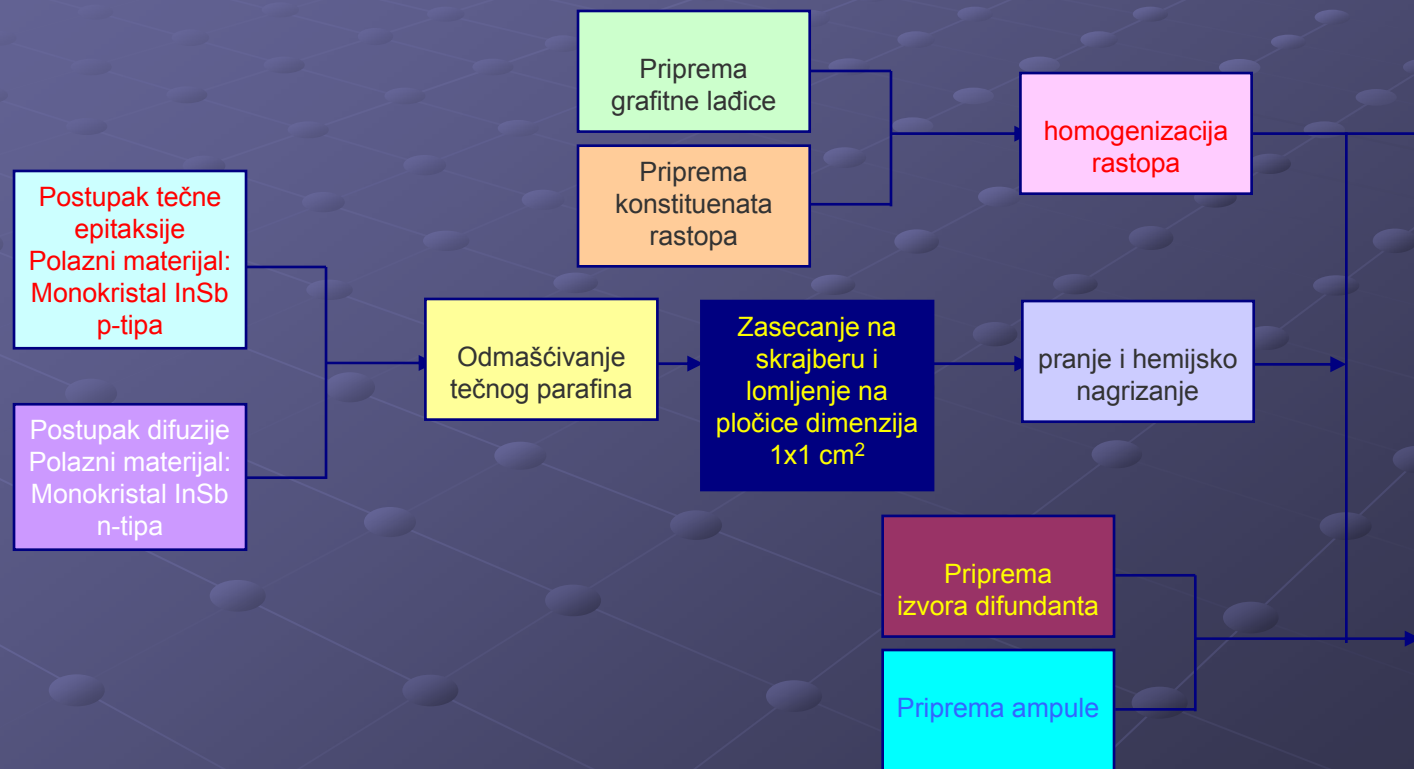 Priprema
grafitne lađice
Priprema
konstituenata
rastopa
homogenizacija
rastopa
Postupak tečne
epitaksije
Polazni materijal:
Monokristal InSb
p-tipa
Postupak difuzije
Polazni materijal:
Monokristal InSb
n-tipa
Odmašćivanje
tečnog parafina
Zasecanje na
skrajberu i
lomljenje na
pločice dimenzija
1x1 cm²
pranje i hemijsko
nagrizanje
Priprema
izvora difundanta
Priprema ampule